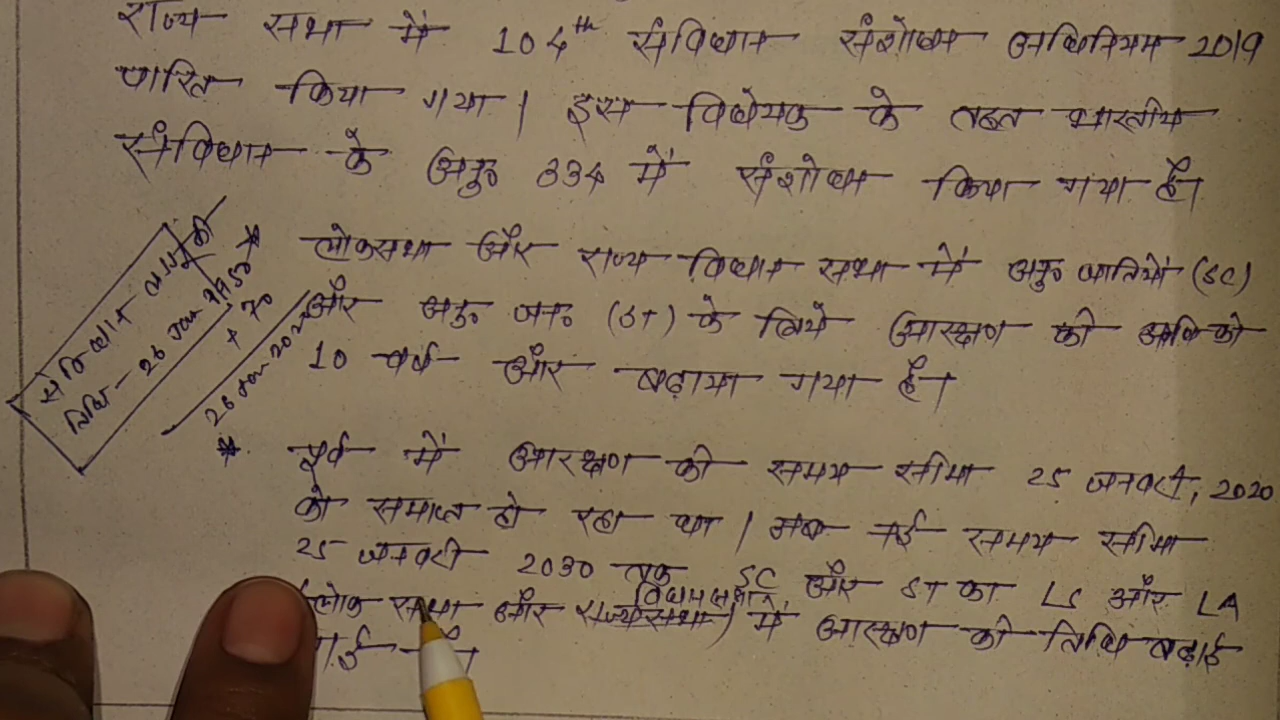 राज्य सभा में 104th संविधान संशोधन अधिनियम 2019
पारित किया गया। इस विधेयक के तहत भारतीय
संविधान के अनु० 334 में संशोधन किया गया है।
लोकसभा और राज्य विधान सभा में अनु० जातियों (SC)
और अनु० जन० (ST) के लिये आरक्षण को
10 वर्ष और बढ़ाया गया है।
संविधान लागू की
तिथि - 26 Jan 1950
+ 70
26 Jan 2020
* पूर्व में आरक्षण की समय सीमा 25 जनवरी, 2020
को समाप्त हो रहा था। अब नई समय सीमा
25 जनवरी 2030 तक SC और ST का LS और LA
विधानसभा
(लोक सभा और राज्यसभा) में आरक्षण की तिथि बढ़ाई
गई है।